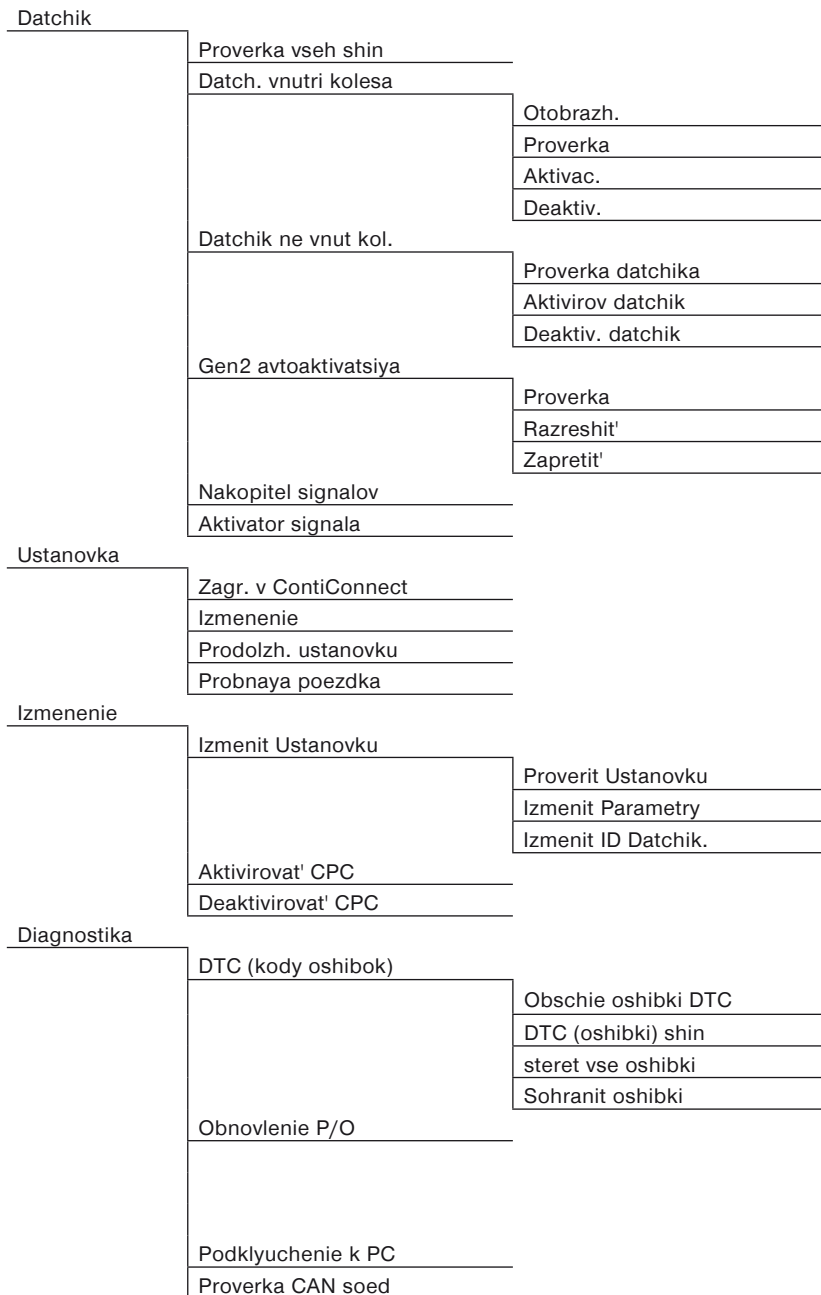 Datchik
Proverka vseh shin
Datch. vnutri kolesa
Otobrazh.
Proverka
Aktivac.
Deaktiv.
Datchik ne vnut kol.
Proverka datchika
Aktivirov datchik
Deaktiv. datchik
Gen2 avtoaktivatsiya
Proverka
Razreshit'
Zapretit'
Nakopitel signalov
Aktivator signala
Ustanovka
Zagr. v ContiConnect
Izmenenie
Prodolzh. ustanovku
Probnaya poezdka
Izmenenie
Izmenit Ustanovku
Proverit Ustanovku
Izmenit Parametry
Izmenit ID Datchik.
Aktivirovat' CPC
Deaktivirovat' CPC
Diagnostika
DTC (kody oshibok)
Obschie oshibki DTC
DTC (oshibki) shin
steret vse oshibki
Sohranit oshibki
Obnovlenie P/O
Podklyuchenie k PC
Proverka CAN soed